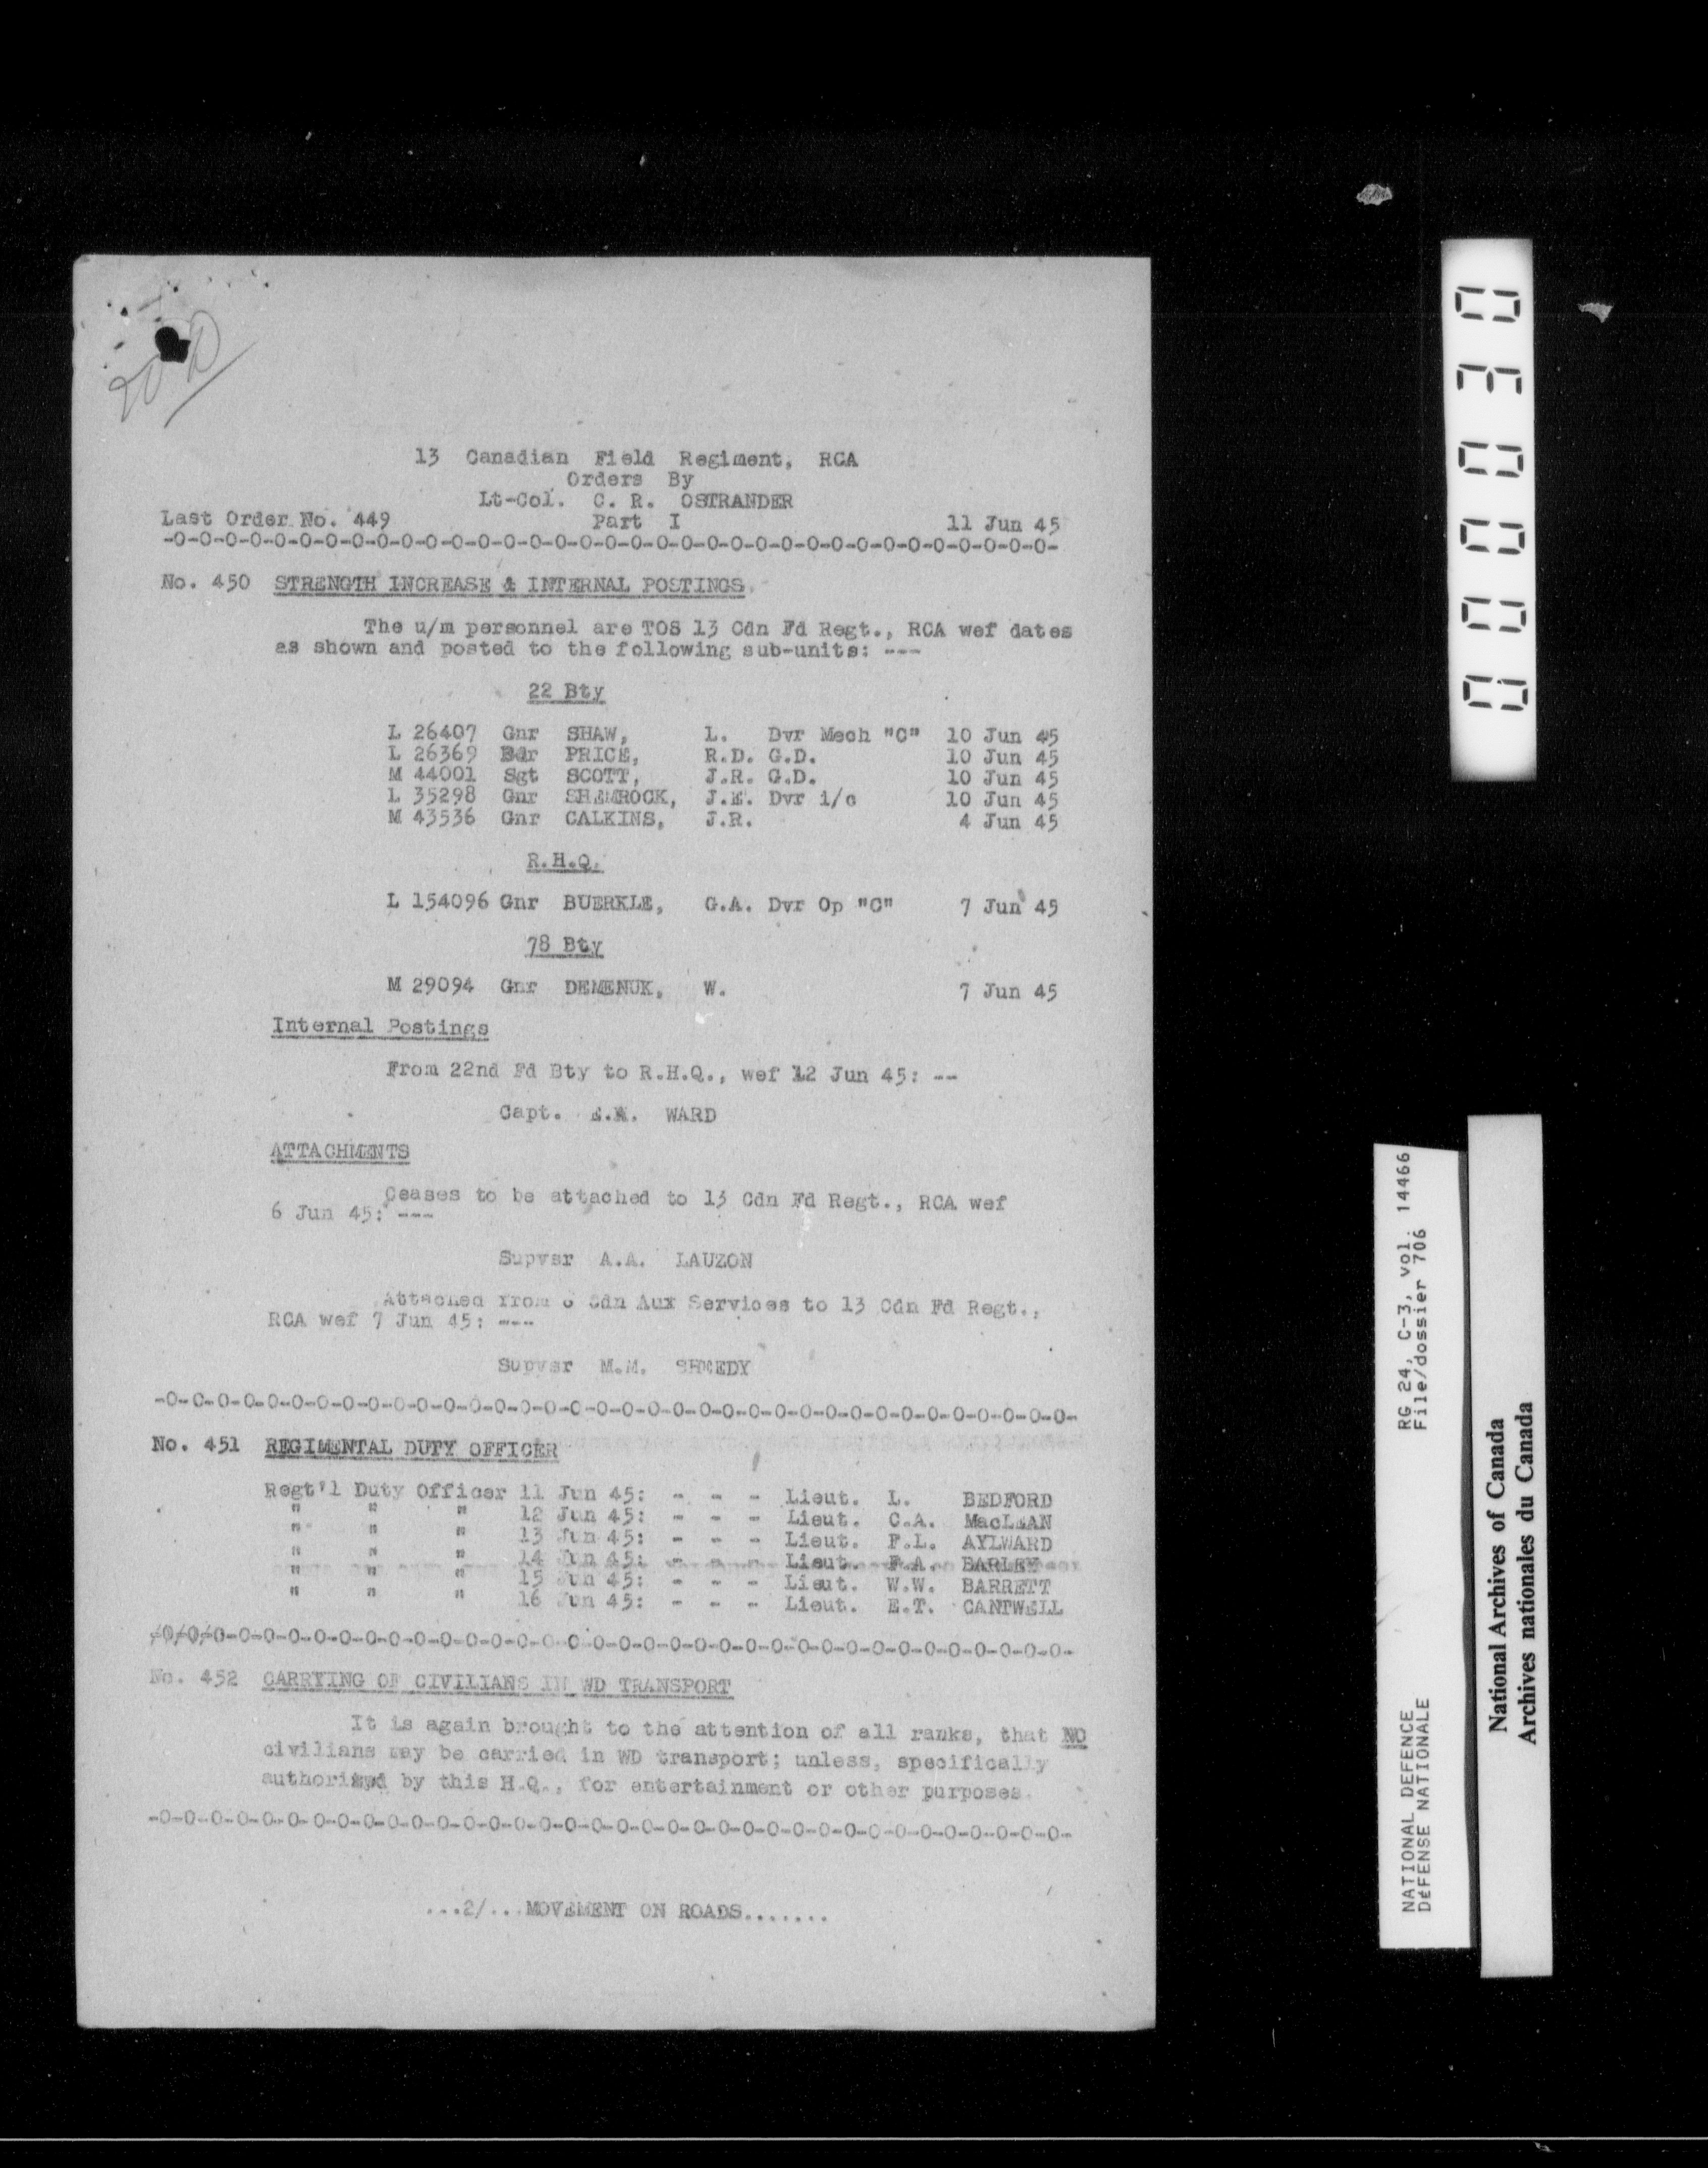 13 Canadian Field Regiment, RCA
Orders By
Lt-Col. C. R. OSTRANDER
Last Order No. 449 Part I 11 Jun 45
-0-0-0-0-0-0-0-0-0-0-0-0-0-0-0-0-0-0-0-0-0-0-0-0-0-0-0-0-0-0-0-0-0-0-0-
No. 450 STRENGTH INCREASE & INTERNAL POSTINGS.
The u/m personnel are TOS 13 Cdn Fd Regt., RCA wef dates
as shown and posted to the following sub-units: ---
22 Bty
L 26407 Gnr SHAW, L. Dvr Mech "C" 10 Jun 45
L 26369 Bdr PRICE, R.D. G.D. 10 Jun 45
M 44001 Sgt SCOTT, J.R. G.D. 10 Jun 45
L 35298 Gnr SHEMROCK, J.E. Dvr i/c 10 Jun 45
M 43536 Gnr CALKINS, J.R. 4 Jun 45
R.H.Q.
L 154096 Gnr BUERKLE, G.A. Dvr Op "C" 7 Jun 45
78 Bty
M 29094 Gnr DEMENUK, W. 7 Jun 45
Internal Postings
From 22nd Fd Bty to R.H.Q., wef 12 Jun 45: --
Capt. WARD
ATTACHMENTS
Ceases to be attached to 13 Cdn Fd Regt., RCA wef
6 Jun 45: ---
Supvsr A.A. LAUZON
Attached from Cdn Aux Services to 13 Cdn Fd Regt.,
RCA wef 7 Jun 45: ---
Supvsr M.M. SHEEDY
-0-0-0-0-0-0-0-0-0-0-0-0-0-0-0-0-0-0-0-0-0-0-0-0-0-0-0-0-0-0-0-0-0-0-0-0-
No. 451 REGIMENTAL DUTY OFFICER
Regt'l Duty Officer 11 Jun 45: - - - Lieut. L. BEDFORD
" " " 12 Jun 45: - - - Lieut. C.A. MacLEAN
" " " 13 Jun 45: - - - Lieut. F.L. AYLWARD
" " " 14 Jun 45: - - - Lieut. F.A. BARLEY
" " " 15 Jun 45: - - - Lieut. W.W. BARRETT
" " " 16 Jun 45: - - - Lieut. E.T. CANTWELL
-0-0-0-0-0-0-0-0-0-0-0-0-0-0-0-0-0-0-0-0-0-0-0-0-0-0-0-0-0-0-0-0-0-0-0-0-
No. 452 CARRYING OF CIVILIANS IN WD TRANSPORT
It is again brought to the attention of all ranks, that NO
civilians may be carried in WD transport; unless, specifically
authorized by this H.Q., for entertainment or other purposes.
-0-0-0-0-0-0-0-0-0-0-0-0-0-0-0-0-0-0-0-0-0-0-0-0-0-0-0-0-0-0-0-0-0-0-0-0-
...2/...MOVEMENT ON ROADS.......
000030
RG 24, C-3, vol. 14466
File/dossier 706
NATIONAL DEFENCE
DÉFENSE NATIONALE
National Archives of Canada
Archives nationales du Canada